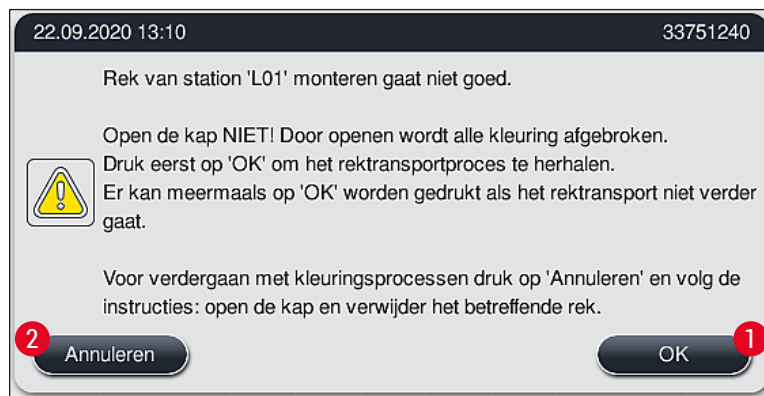 22.09.2020 13:10 33751240
Rek van station 'L01' monteren gaat niet goed.
Open de kap NIET! Door openen wordt alle kleuring afgebroken.
Druk eerst op 'OK' om het rektransportproces te herhalen.
Er kan meermaals op 'OK' worden gedrukt als het rektransport niet verder
gaat.
Voor verdergaan met kleuringsprocessen druk op 'Annuleren' en volg de
instructies: open de kap en verwijder het betreffende rek.
2 Annuleren OK 1